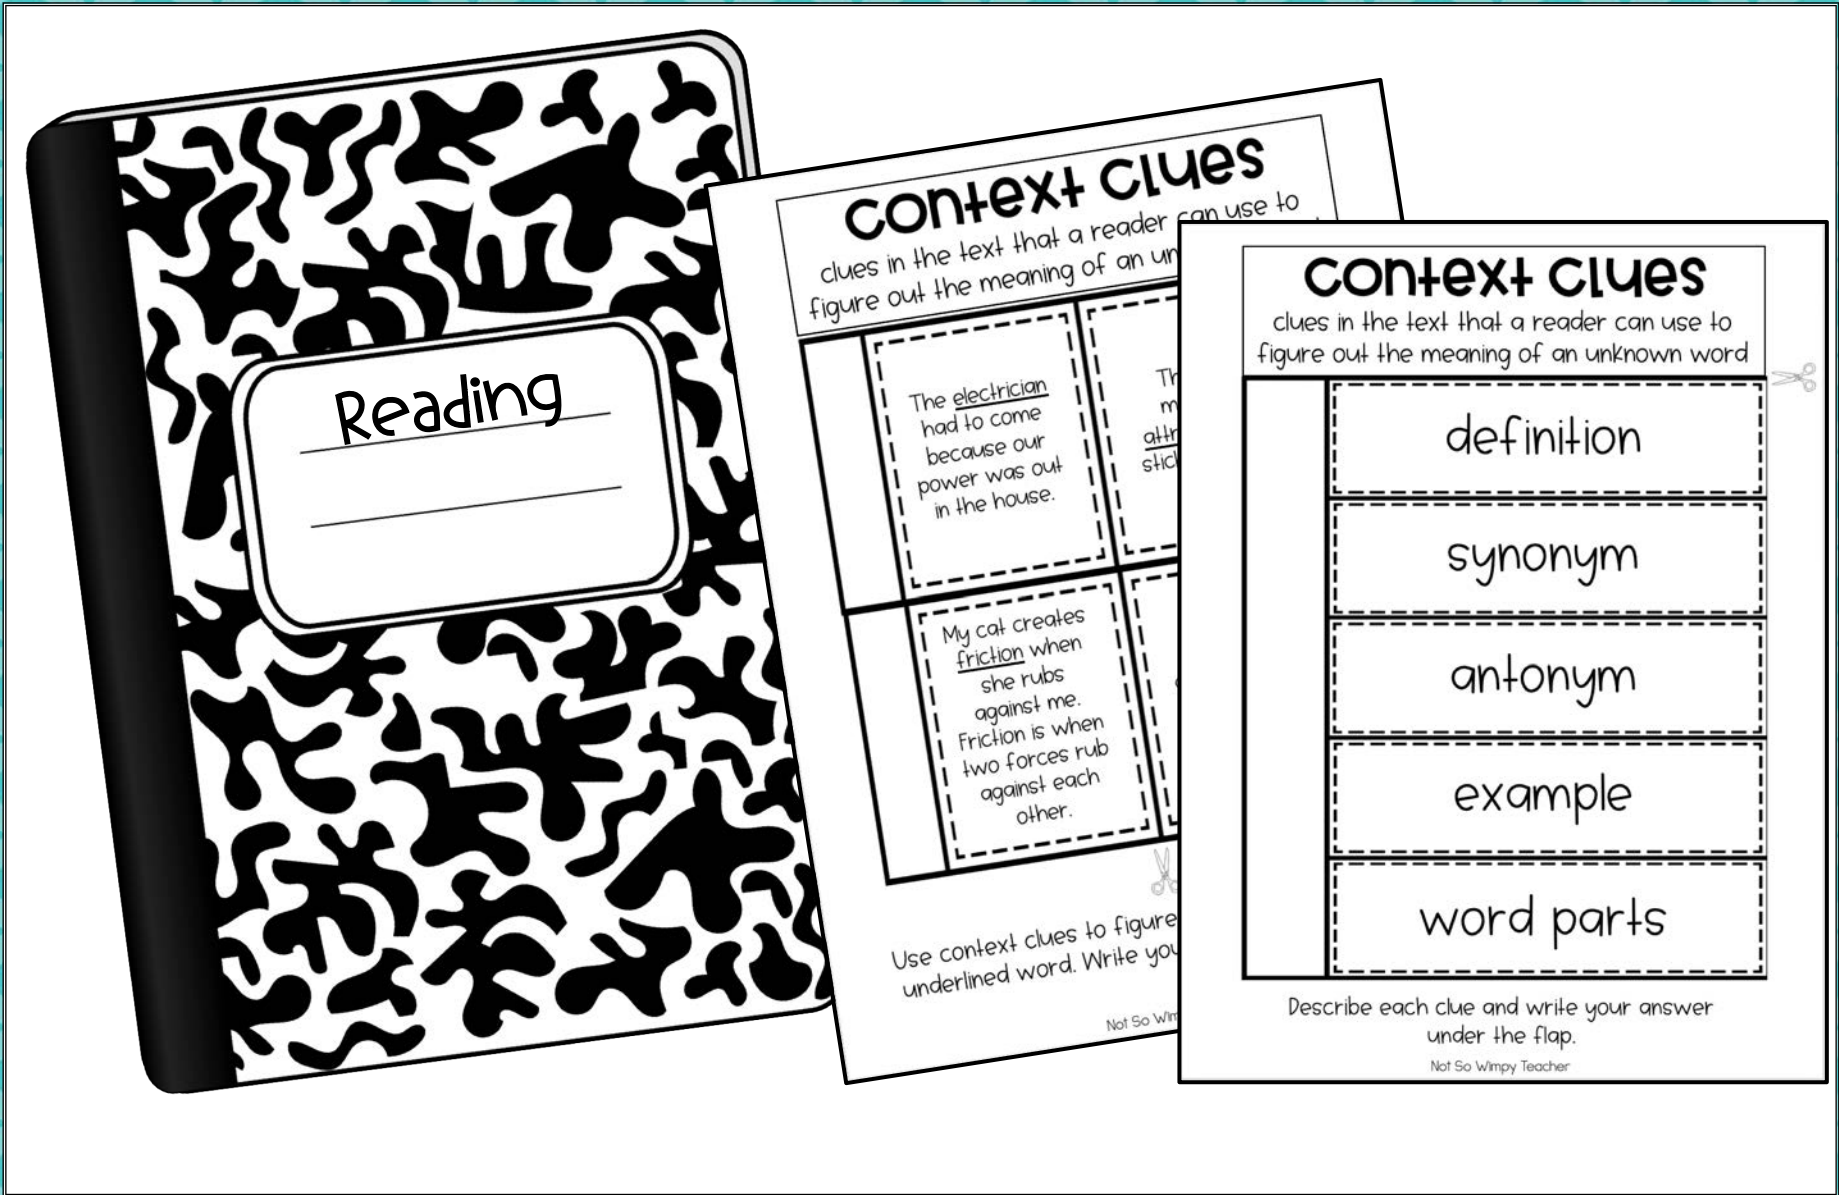 Reading
Context Clues
clues in the text that a reader can use to
figure out the meaning of an
The electrician
had to come
because our
power was out
in the house.
My cat creates
friction when
she rubs
against me.
Friction is when
two forces rub
against each
other.
Use context clues to figure
underlined word. Write
Not So
Context Clues
clues in the text that a reader can use to
figure out the meaning of an unknown word
definition
synonym
antonym
example
word parts
Describe each clue and write your answer
under the flap.
Not So Wimpy Teacher